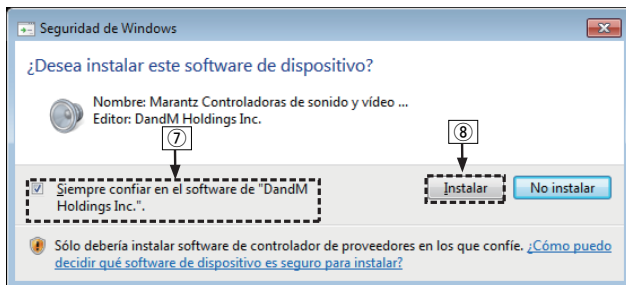 Seguridad de Windows
¿Desea instalar este software de dispositivo?
Nombre: Marantz Controladoras de sonido y vídeo ...
Editor: DandM Holdings Inc.
⑦
⑧
Siempre confiar en el software de "DandM
Holdings Inc.".
Instalar
No instalar
Sólo debería instalar software de controlador de proveedores en los que confíe. ¿Cómo puedo
decidir qué software de dispositivo es seguro para instalar?